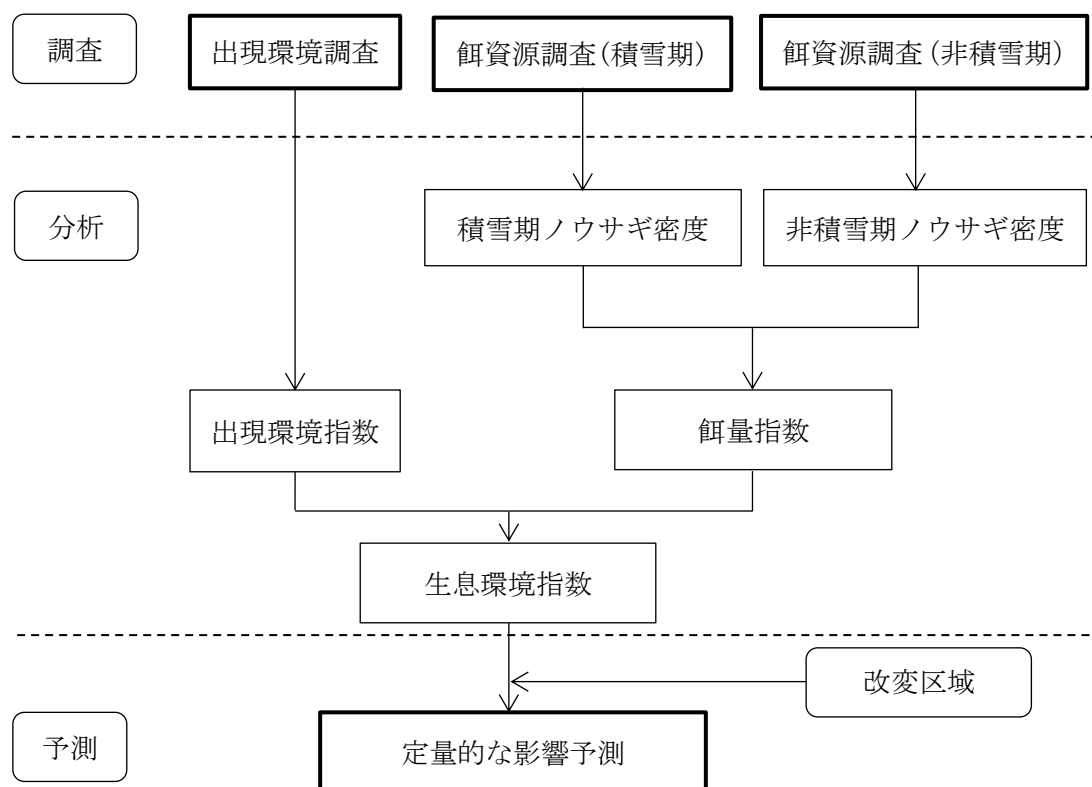 調査
出現環境調査
餌資源調査(積雪期)
餌資源調査(非積雪期)
分析
積雪期ノウサギ密度
非積雪期ノウサギ密度
出現環境指数
餌量指数
生息環境指数
改変区域
予測
定量的な影響予測